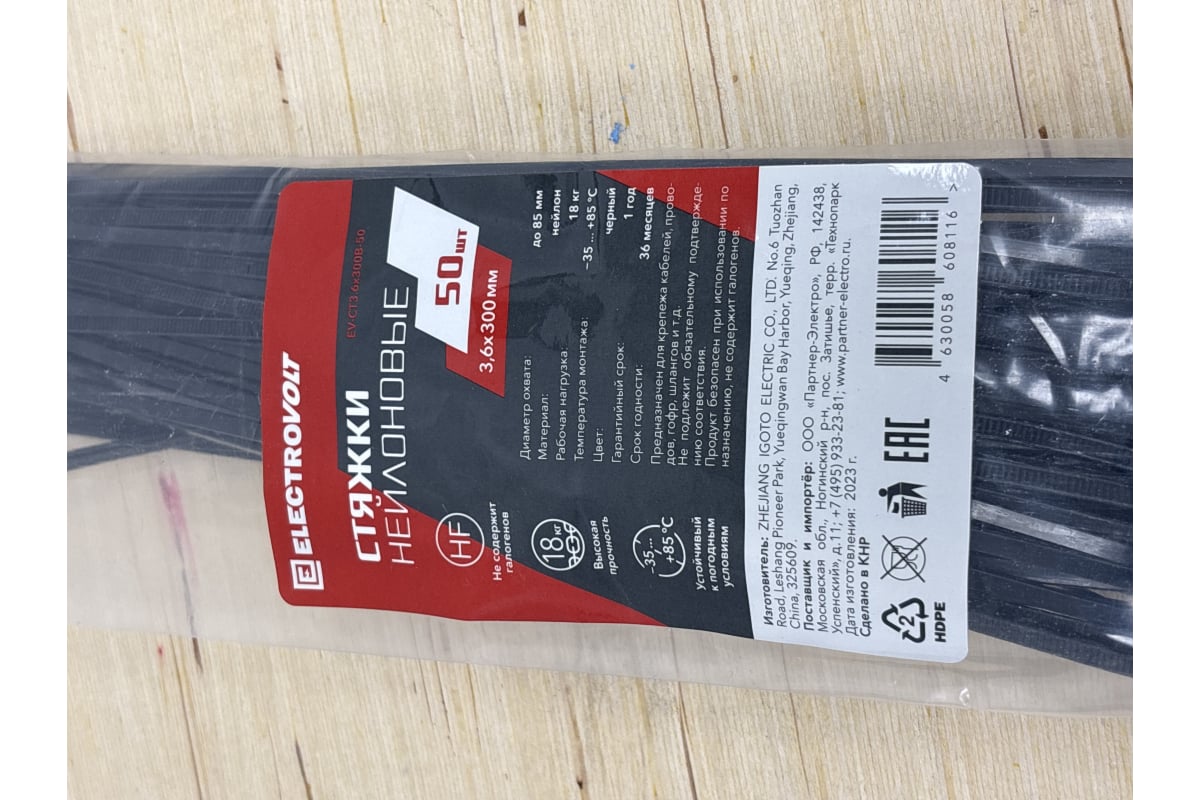 ELECTROVOLT
EV-СТ3.6x300B-50
СТЯЖКИ
НЕЙЛОНОВЫЕ
50 шт
3,6x300 мм
HF
Не содержит
галогенов
18 кг
Высокая
прочность
-35...
+85 °C
Устойчивый
к погодным
условиям
Диаметр охвата: до 85 мм
Материал: нейлон
Рабочая нагрузка: 18 кг
Температура монтажа: −35 ... +85 °C
Цвет: черный
Гарантийный срок: 1 год
Срок годности: 36 месяцев
Предназначен для крепежа кабелей, прово-
дов, гофр, шлангов и т.д.
Не подлежит обязательному подтвержде-
нию соответствия.
Продукт безопасен при использовании по
назначению, не содержит галогенов.
Изготовитель: ZHEJIANG IGOTO ELECTRIC CO., LTD. No.6 Tuozhan
Road, Leshang Pioneer Park, Yueqingwan Bay Harbor, Yueqing, Zhejiang,
China, 325609.
Поставщик и импортёр: ООО «Партнер-Электро», РФ, 142438,
Московская обл., Ногинский р-н, пос. Затишье, терр. «Технопарк
Успенский», д.11; +7 (495) 933-23-81; www.partner-electro.ru.
Дата изготовления: 2023 г.
Сделано в КНР
2
HDPE
EAC
4 630058 608116 >